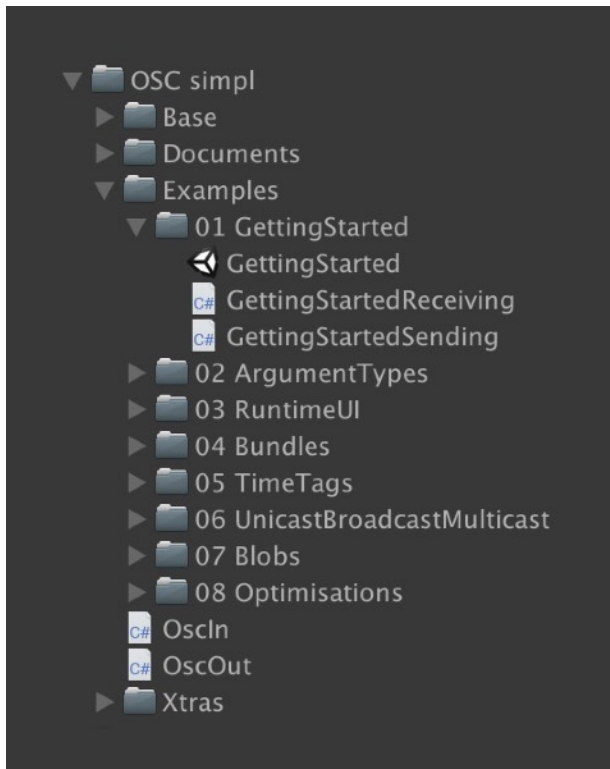 OSC simpl
Base
Documents
Examples
01 GettingStarted
GettingStarted
C# GettingStartedReceiving
C# GettingStartedSending
02 ArgumentTypes
03 RuntimeUI
04 Bundles
05 TimeTags
06 UnicastBroadcastMulticast
07 Blobs
08 Optimisations
C# OscIn
C# OscOut
Xtras